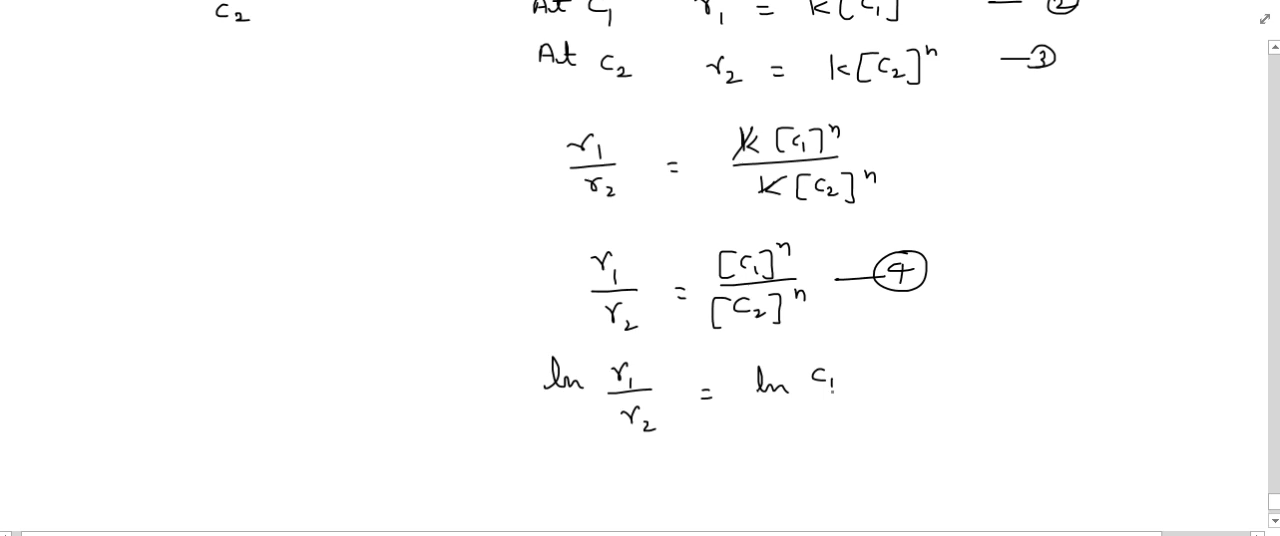 C₂ At C₁ r₁ = k[C₁] — ②
At C₂ r₂ = k[C₂]ⁿ — ③
r₁/r₂ = k[C₁]ⁿ / k[C₂]ⁿ
r₁/r₂ = [C₁]ⁿ / [C₂]ⁿ — ④
ln r₁/r₂ = ln C₁